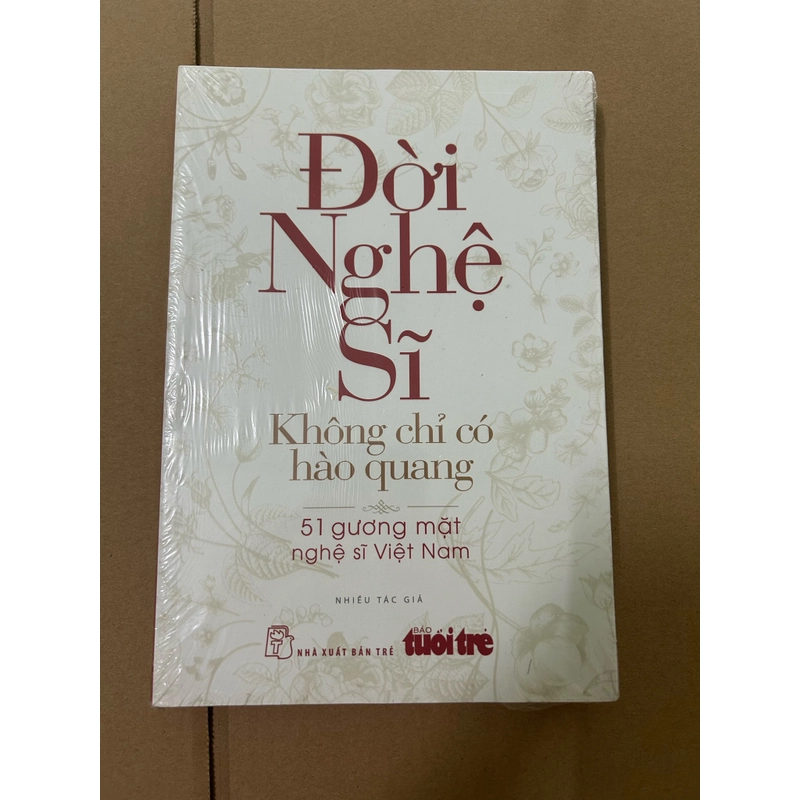 Đời
Nghệ
Sĩ
Không chỉ có
hào quang
51 gương mặt
nghệ sĩ Việt Nam
NHIỀU TÁC GIẢ
T NHÀ XUẤT BẢN TRẺ
BÁO
tuổi trẻ